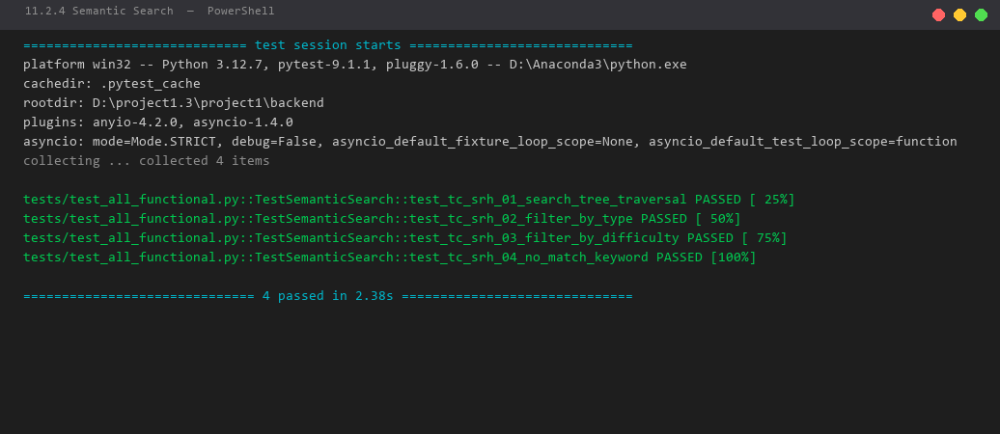 11.2.4 Semantic Search — PowerShell
============================= test session starts =============================
platform win32 -- Python 3.12.7, pytest-9.1.1, pluggy-1.6.0 -- D:\Anaconda3\python.exe
cachedir: .pytest_cache
rootdir: D:\project1.3\project1\backend
plugins: anyio-4.2.0, asyncio-1.4.0
asyncio: mode=Mode.STRICT, debug=False, asyncio_default_fixture_loop_scope=None, asyncio_default_test_loop_scope=function
collecting ... collected 4 items
tests/test_all_functional.py::TestSemanticSearch::test_tc_srh_01_search_tree_traversal PASSED [ 25%]
tests/test_all_functional.py::TestSemanticSearch::test_tc_srh_02_filter_by_type PASSED [ 50%]
tests/test_all_functional.py::TestSemanticSearch::test_tc_srh_03_filter_by_difficulty PASSED [ 75%]
tests/test_all_functional.py::TestSemanticSearch::test_tc_srh_04_no_match_keyword PASSED [100%]
============================== 4 passed in 2.38s ==============================